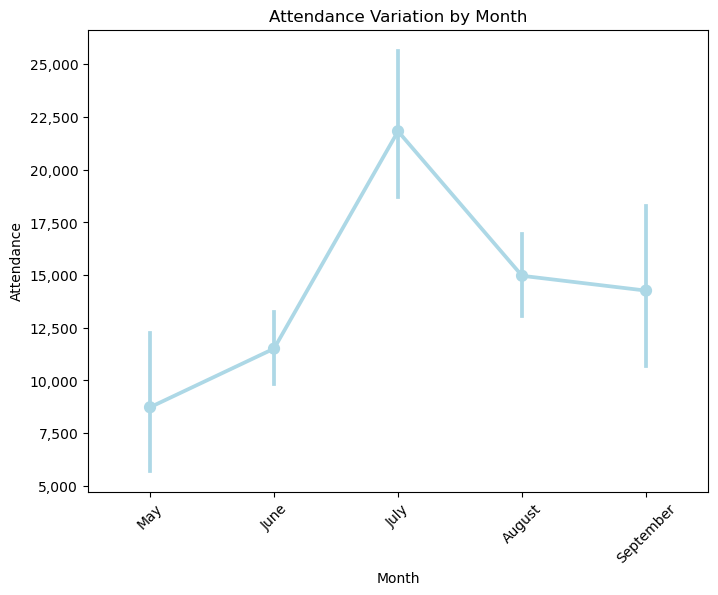 Attendance Variation by Month
Attendance
25,000
22,500
20,000
17,500
15,000
12,500
10,000
7,500
5,000
May
June
July
August
September
Month